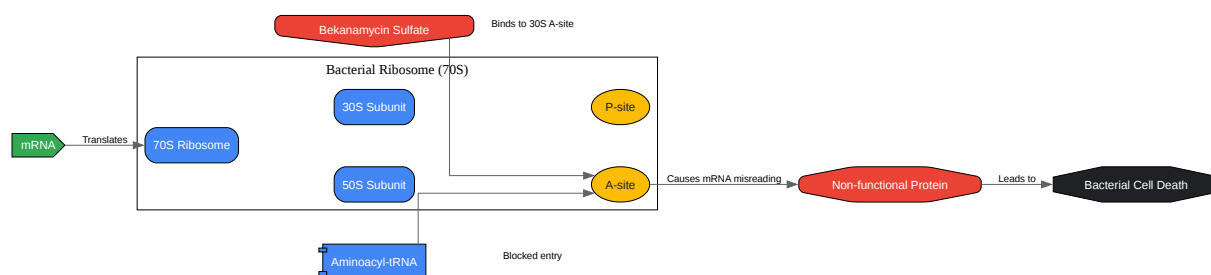 Bekanamycin Sulfate
Binds to 30S A-site
Bacterial Ribosome (70S)
30S Subunit
P-site
mRNA
Translates
70S Ribosome
50S Subunit
A-site
Causes mRNA misreading
Non-functional Protein
Leads to
Bacterial Cell Death
Aminoacyl-tRNA
Blocked entry